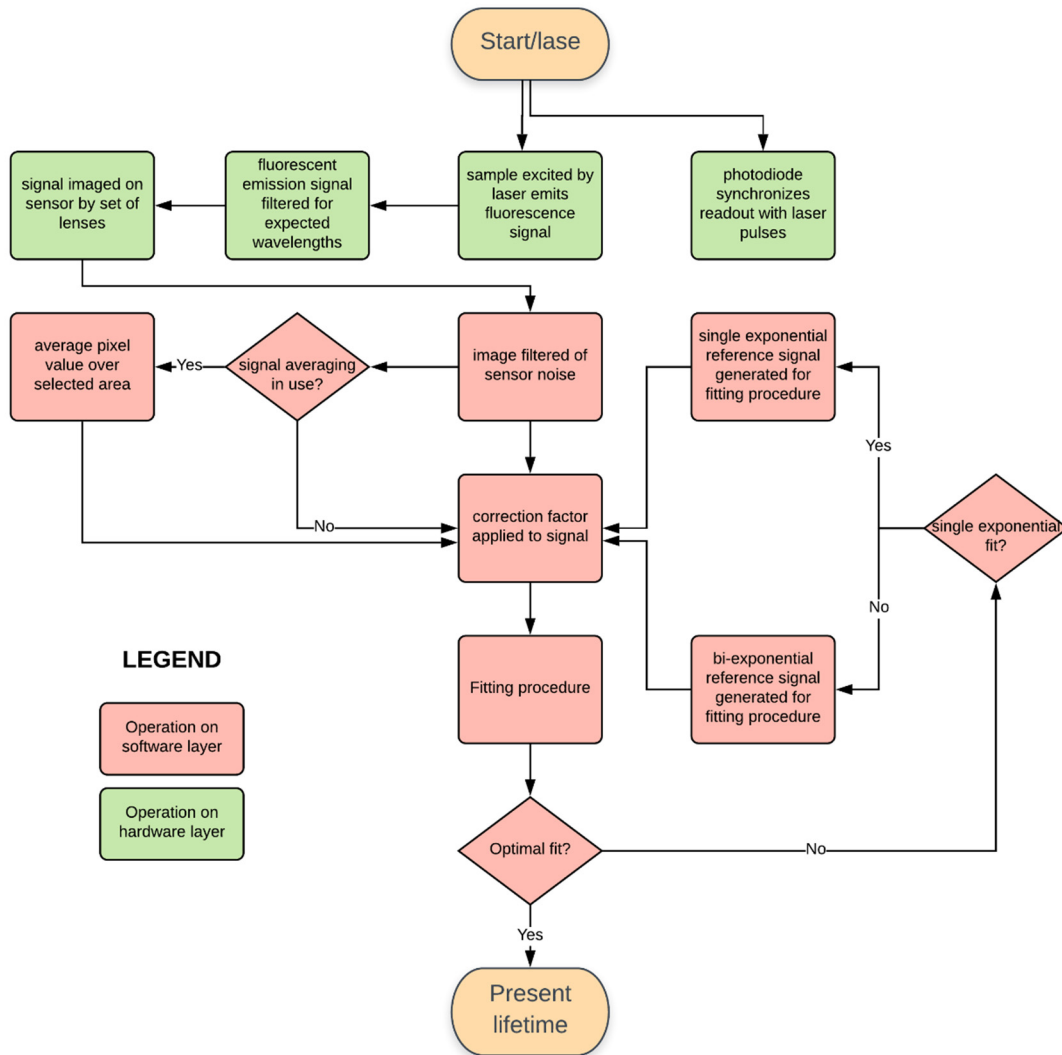 Start/lase
signal imaged on
sensor by set of
lenses
fluorescent
emission signal
filtered for
expected
wavelengths
sample excited by
laser emits
fluorescence
signal
photodiode
synchronizes
readout with laser
pulses
average pixel
value over
selected area
Yes
signal averaging
in use?
image filtered of
sensor noise
single exponential
reference signal
generated for
fitting procedure
Yes
No
correction factor
applied to signal
single exponential
fit?
No
LEGEND
Operation on
software layer
Operation on
hardware layer
Fitting procedure
bi-exponential
reference signal
generated for
fitting procedure
Optimal fit?
No
Yes
Present
lifetime